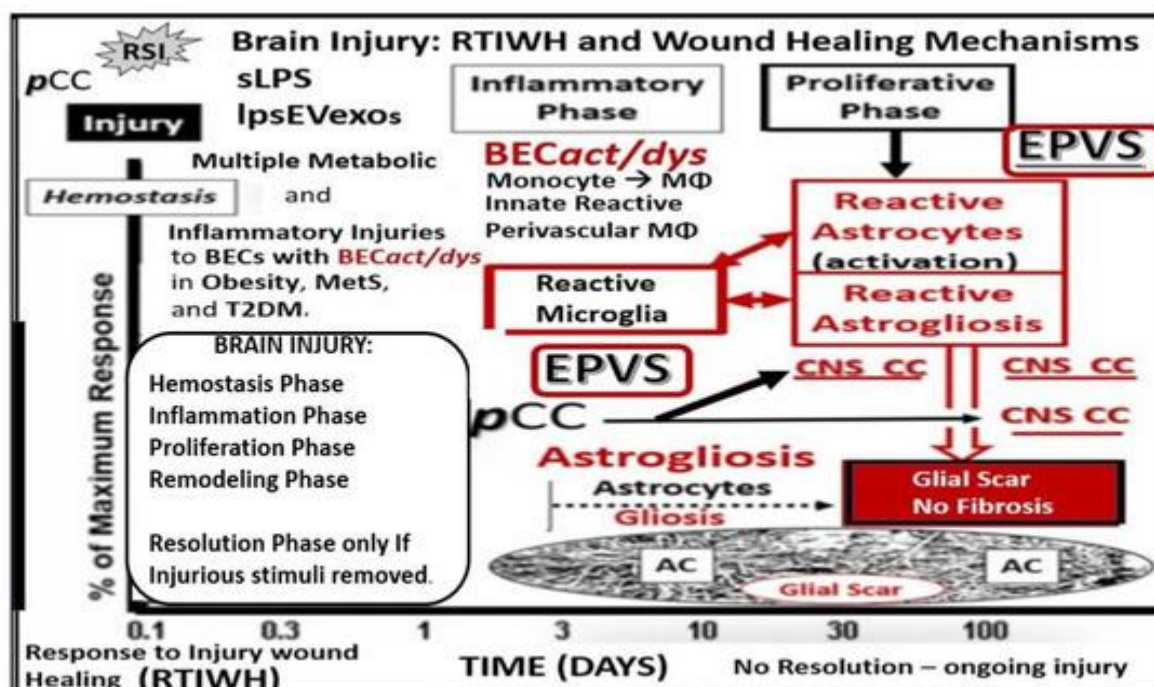 RSI
Brain Injury: RTIWH and Wound Healing Mechanisms
pCC
sLPS
lpsEVexos
Injury
Inflammatory
Phase
Proliferative
Phase
EPVS
Multiple Metabolic
and
Hemostasis
Inflammatory Injuries
to BECs with BECact/dys
in Obesity, MetS,
and T2DM.
BECact/dys
Monocyte → MΦ
Innate Reactive
Perivascular MΦ
Reactive
Astrocytes
(activation)
Reactive
Astrogliosis
Reactive
Microglia
% of Maximum Response
BRAIN INJURY:
Hemostasis Phase
Inflammation Phase
Proliferation Phase
Remodeling Phase
Resolution Phase only If
Injurious stimuli removed.
EPVS
CNS CC
CNS CC
pCC
CNS CC
Astrogliosis
Astrocytes
Gliosis
Glial Scar
No Fibrosis
AC
AC
Glial Scar
0.1 0.3 1 3 10 30 100
Response to Injury wound
Healing (RTIWH)
TIME (DAYS)
No Resolution – ongoing injury